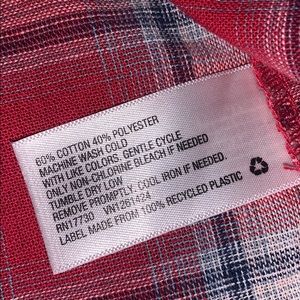 60% COTTON 40% POLYESTER
MACHINE WASH COLD
WITH LIKE COLORS. GENTLE CYCLE
ONLY NON-CHLORINE BLEACH IF NEEDED
TUMBLE DRY LOW
REMOVE PROMPTLY. COOL IRON IF NEEDED.
RN17730 VN1261424
LABEL MADE FROM 100% RECYCLED PLASTIC